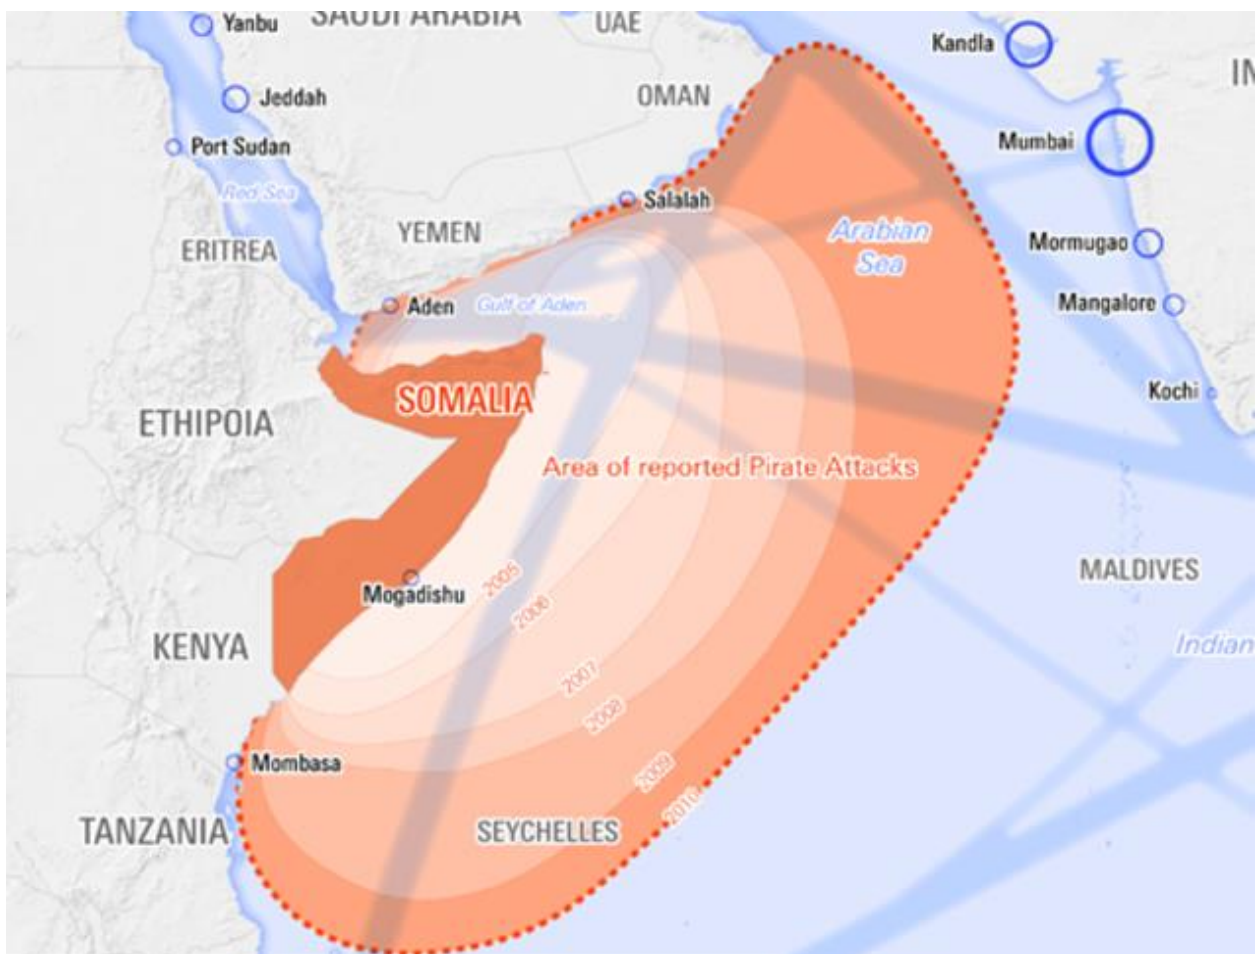 SAUDI ARABIA
UAE
Yanbu
Kandla
IN
Jeddah
OMAN
Port Sudan
Mumbai
Red Sea
Salalah
YEMEN
Arabian
Sea
Mormugao
ERITREA
Aden
Gulf of Aden
Mangalore
SOMALIA
Kochi
ETHIPOIA
Area of reported Pirate Attacks
MALDIVES
Mogadishu
2005
2006
KENYA
Indian
2007
2008
Mombasa
2009
2010
TANZANIA
SEYCHELLES